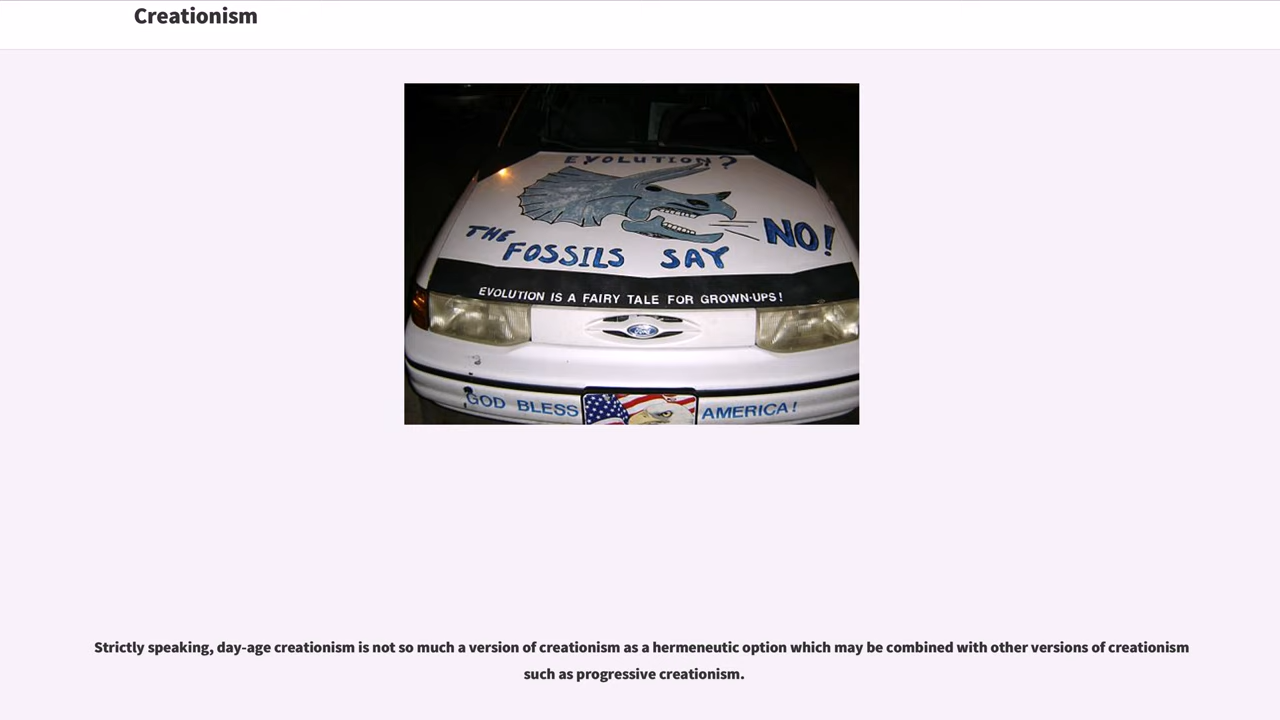 Creationism
EVOLUTION?
NO!
THE
FOSSILS SAY
EVOLUTION IS A FAIRY TALE FOR GROWN-UPS!
Ford
GOD BLESS AMERICA!
Strictly speaking, day-age creationism is not so much a version of creationism as a hermeneutic option which may be combined with other versions of creationism
such as progressive creationism.